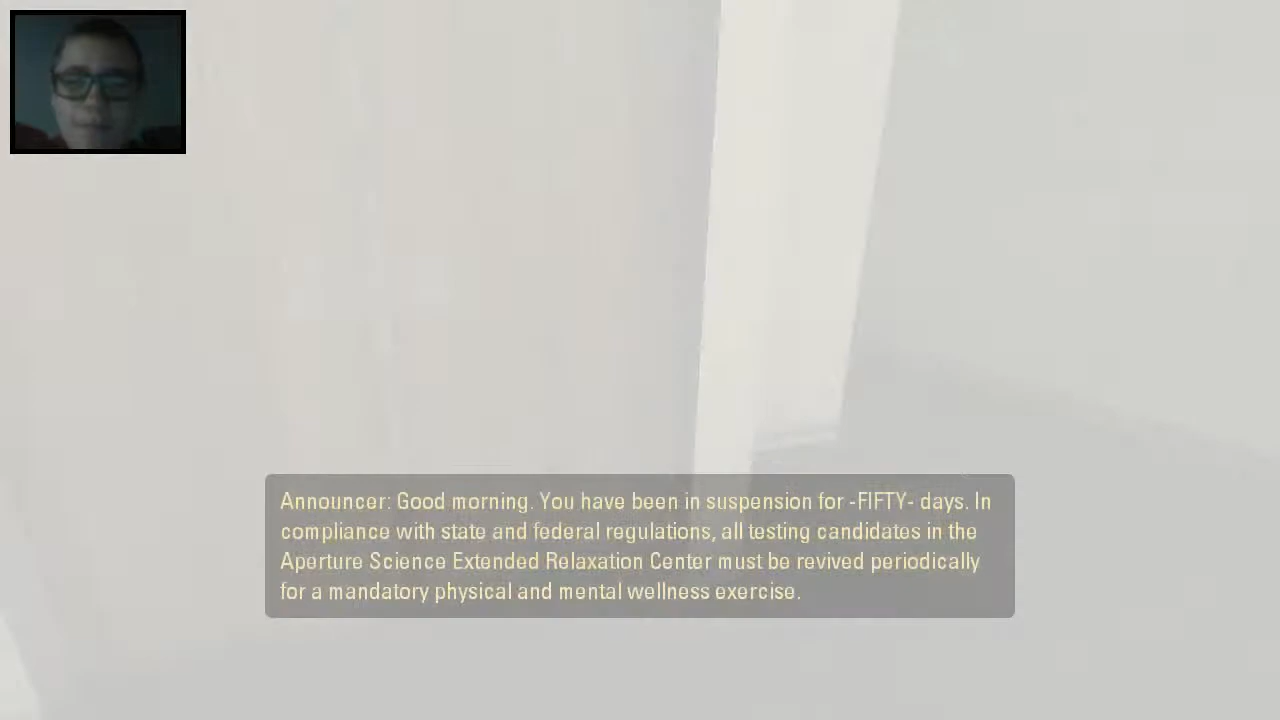 Announcer: Good morning. You have been in suspension for -FIFTY- days. In
compliance with state and federal regulations, all testing candidates in the
Aperture Science Extended Relaxation Center must be revived periodically
for a mandatory physical and mental wellness exercise.